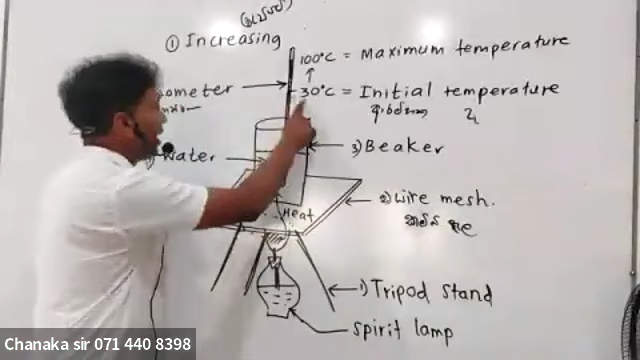 ① Increasing
100°C = Maximum temperature
↑
30°C = Initial temperature
ometer
Water
3) Beaker
Heat
2) wire mesh.
කම්බි දැල
1) Tripod stand
spirit lamp
Chanaka sir 071 440 8398